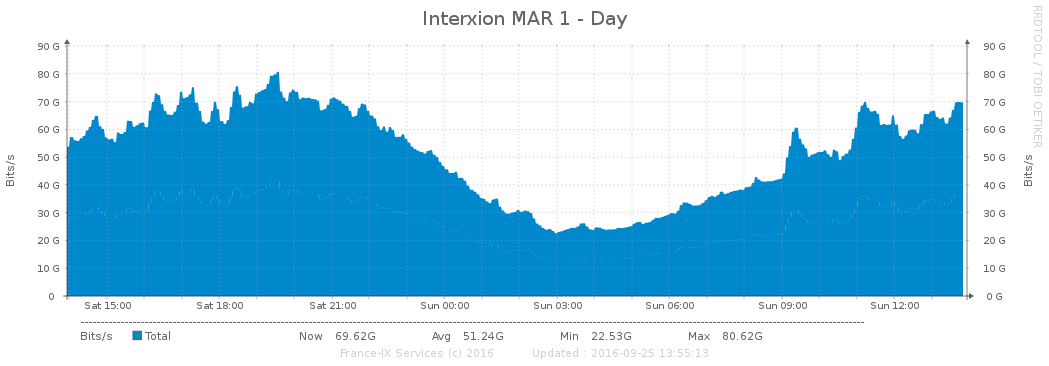 Interxion MAR 1 - Day
RRDTOOL / TOBI OETIKER
Bits/s
90 G 90 G
80 G 80 G
70 G 70 G
60 G 60 G
50 G 50 G
40 G 40 G
30 G 30 G
20 G 20 G
10 G 10 G
0 0 G
Bits/s
Sat 15:00 Sat 18:00 Sat 21:00 Sun 00:00 Sun 03:00 Sun 06:00 Sun 09:00 Sun 12:00
Bits/s Total Now 69.62G Avg 51.24G Min 22.53G Max 80.62G
France-IX Services (c) 2016 Updated : 2016-09-25 13:55:13